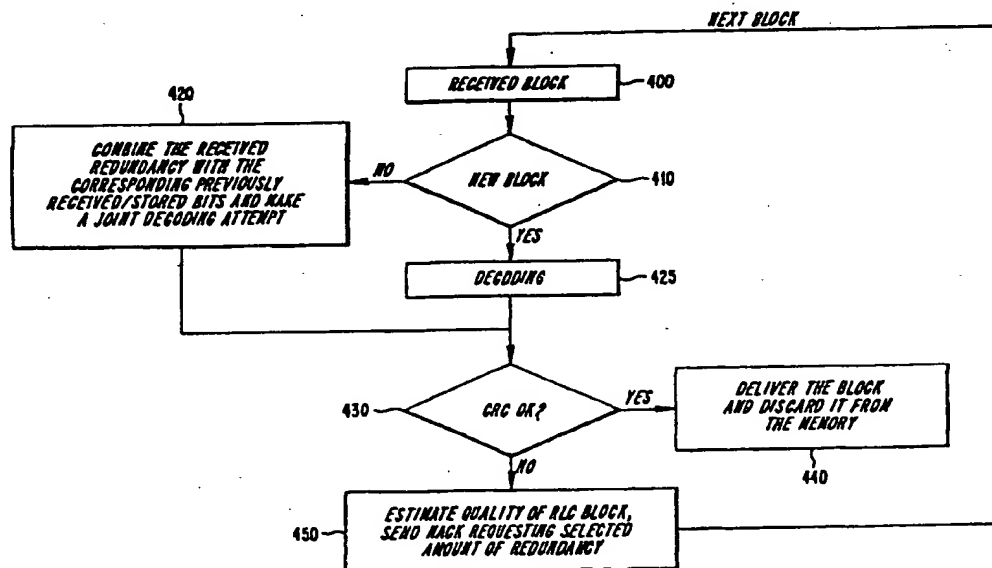 NEXT BLOCK
RECEIVED BLOCK
400
420
COMBINE THE RECEIVED
REDUNDANCY WITH THE
CORRESPONDING PREVIOUSLY
RECEIVED/STORED BITS AND MAKE
A JOINT DECODING ATTEMPT
NO
NEW BLOCK
410
YES
DECODING
425
430
CRC OK?
YES
DELIVER THE BLOCK
AND DISCARD IT FROM
THE MEMORY
440
NO
450
ESTIMATE QUALITY OF RLC BLOCK,
SEND NACK REQUESTING SELECTED
AMOUNT OF REDUNDANCY